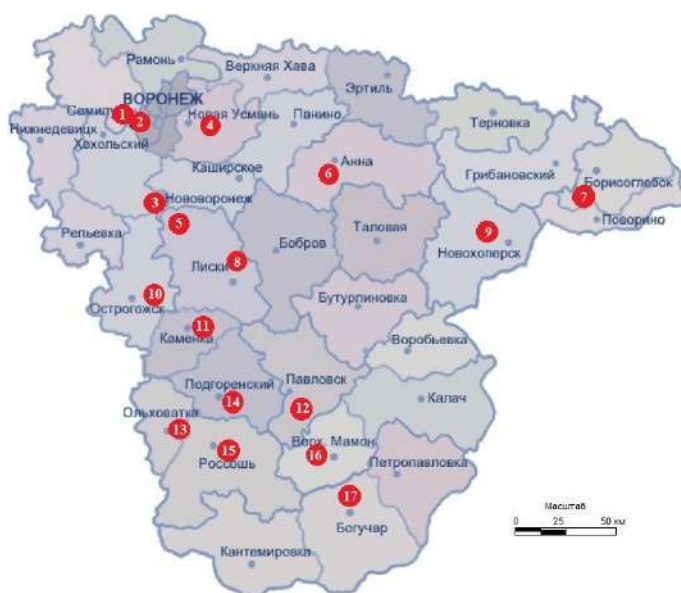 Рамонь
Верхняя Хава
Эртиль
ВОРОНЕЖ
1
2
Нижнедевицк
Хохольский
Новая Усмань
4
Панино
Терновка
Анна
6
Каширское
Грибановский
Борисоглебск
7
Поворино
3
Нововоронеж
5
Репьевка
Бобров
Таловая
9
Новохоперск
8
Лиски
10
Острогожск
11
Каменка
Бутурлиновка
Воробьевка
Подгоренский
14
Павловск
12
Калач
Ольховатка
13
15
Россошь
Верх. Мамон
16
Петропавловка
17
Богучар
Кантемировка
Масштаб
0 25 50 км